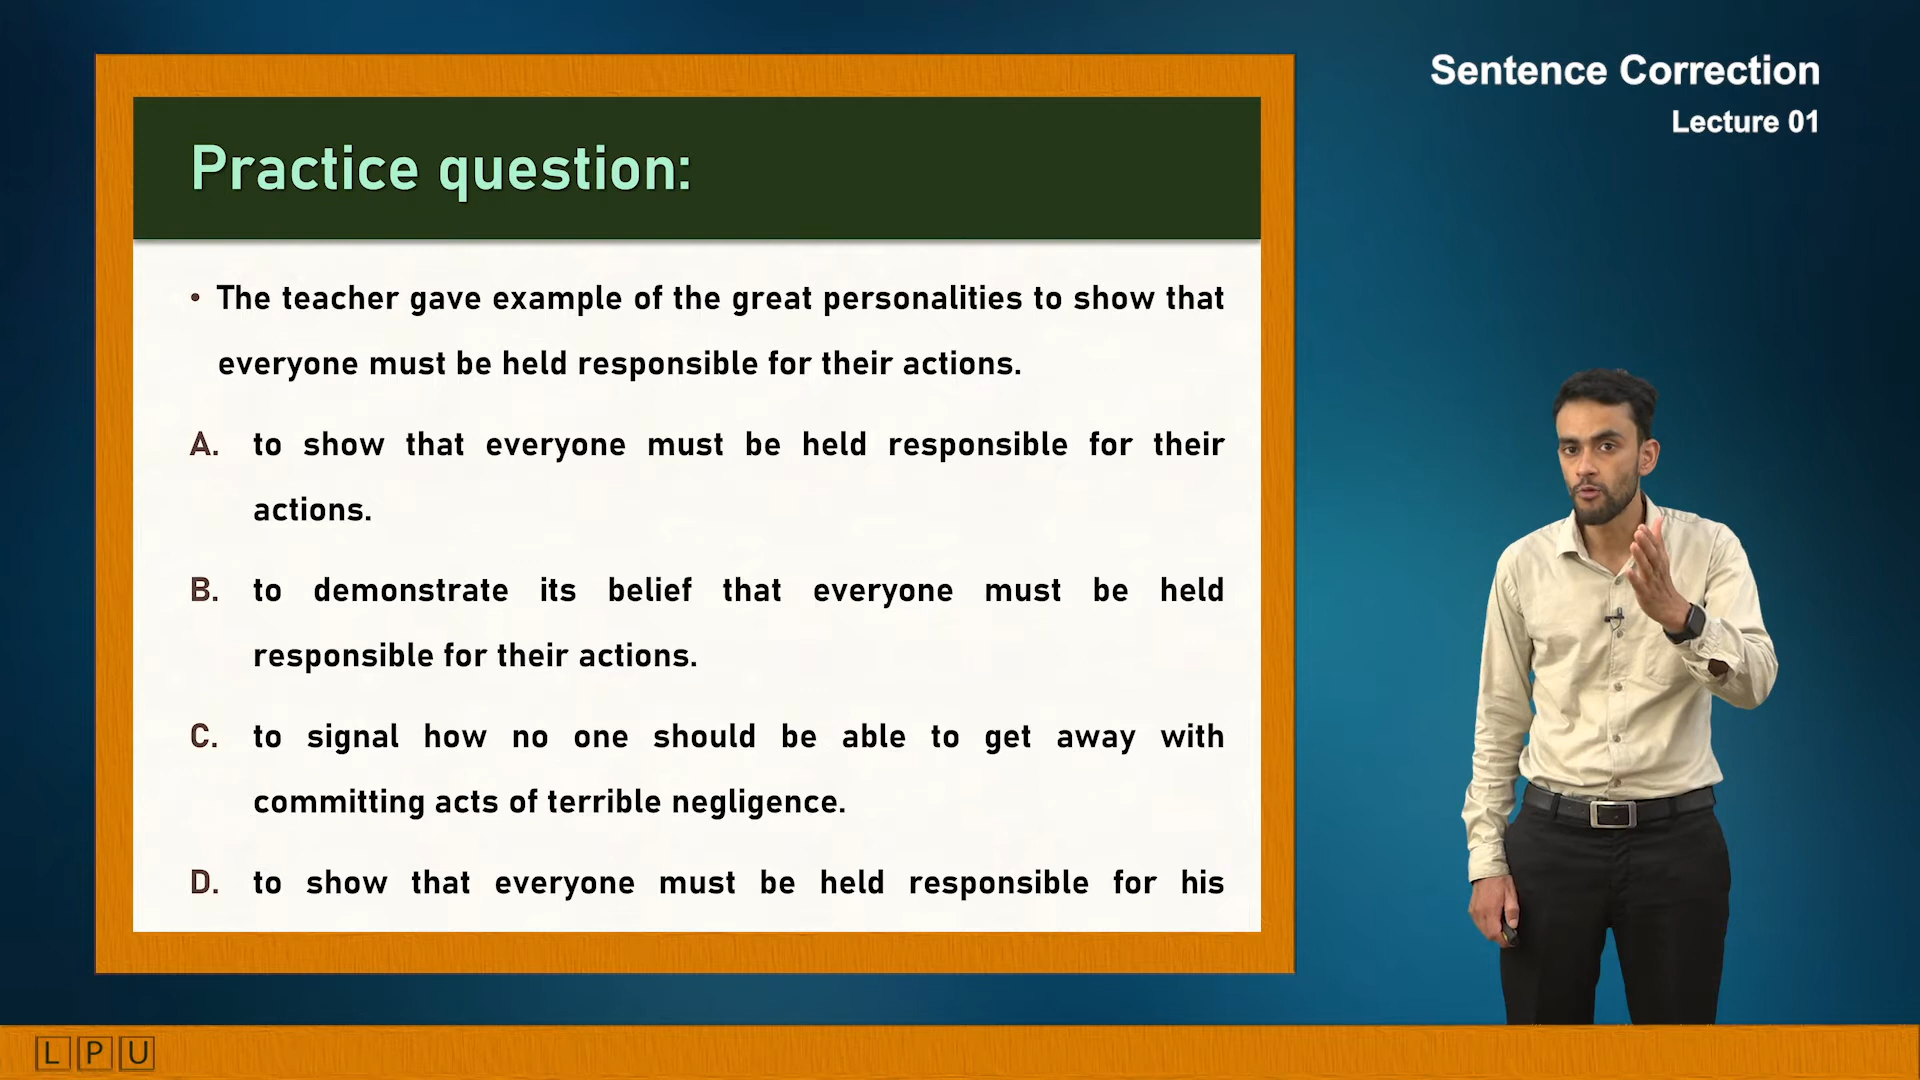 Sentence Correction
Lecture 01
Practice question:
• The teacher gave example of the great personalities to show that
everyone must be held responsible for their actions.
A. to show that everyone must be held responsible for their
actions.
B. to demonstrate its belief that everyone must be held
responsible for their actions.
C. to signal how no one should be able to get away with
committing acts of terrible negligence.
D. to show that everyone must be held responsible for his
L P U